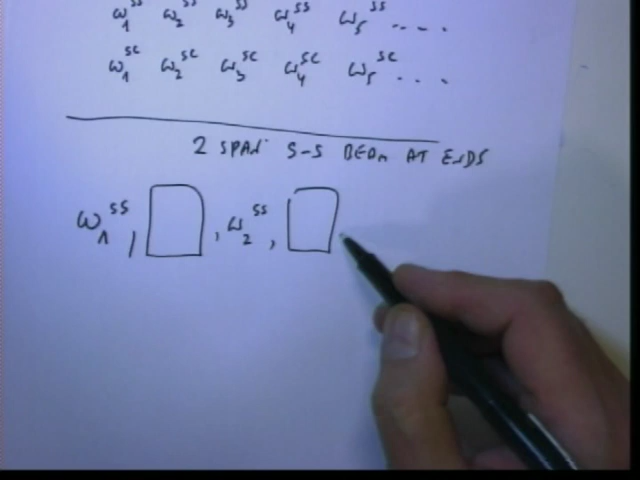 ω₁ˢˢ ω₂ˢˢ ω₃ˢˢ ω₄ˢˢ ω₅ˢˢ ....
ω₁ˢᶜ ω₂ˢᶜ ω₃ˢᶜ ω₄ˢᶜ ω₅ˢᶜ ....
2 SPAN S-S BEAM AT ENDS
ω₁ˢˢ, , ω₂ˢˢ,